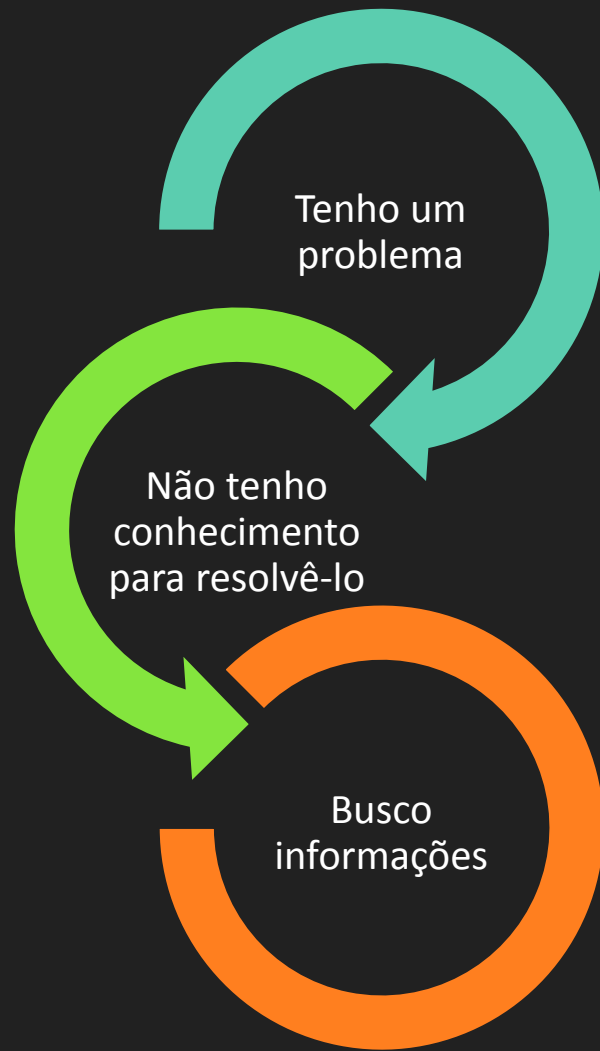 Tenho um
problema
Não tenho
conhecimento
para resolvê-lo
Busco
informações